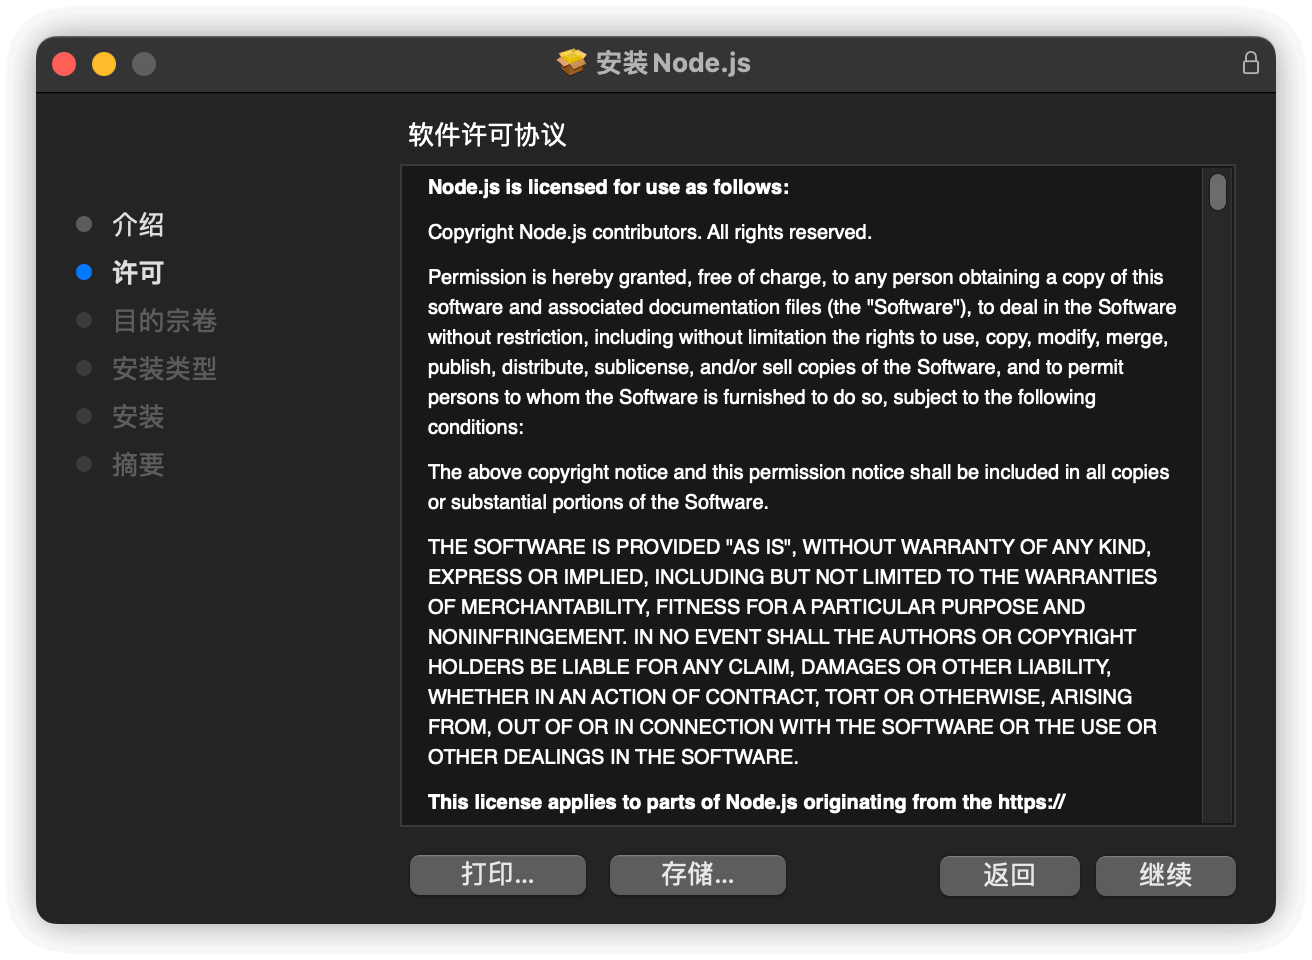 安装 Node.js
软件许可协议
介绍
许可
目的宗卷
安装类型
安装
摘要
Node.js is licensed for use as follows:
Copyright Node.js contributors. All rights reserved.
Permission is hereby granted, free of charge, to any person obtaining a copy of this
software and associated documentation files (the "Software"), to deal in the Software
without restriction, including without limitation the rights to use, copy, modify, merge,
publish, distribute, sublicense, and/or sell copies of the Software, and to permit
persons to whom the Software is furnished to do so, subject to the following
conditions:
The above copyright notice and this permission notice shall be included in all copies
or substantial portions of the Software.
THE SOFTWARE IS PROVIDED "AS IS", WITHOUT WARRANTY OF ANY KIND,
EXPRESS OR IMPLIED, INCLUDING BUT NOT LIMITED TO THE WARRANTIES
OF MERCHANTABILITY, FITNESS FOR A PARTICULAR PURPOSE AND
NONINFRINGEMENT. IN NO EVENT SHALL THE AUTHORS OR COPYRIGHT
HOLDERS BE LIABLE FOR ANY CLAIM, DAMAGES OR OTHER LIABILITY,
WHETHER IN AN ACTION OF CONTRACT, TORT OR OTHERWISE, ARISING
FROM, OUT OF OR IN CONNECTION WITH THE SOFTWARE OR THE USE OR
OTHER DEALINGS IN THE SOFTWARE.
This license applies to parts of Node.js originating from the https://
打印...
存储...
返回
继续